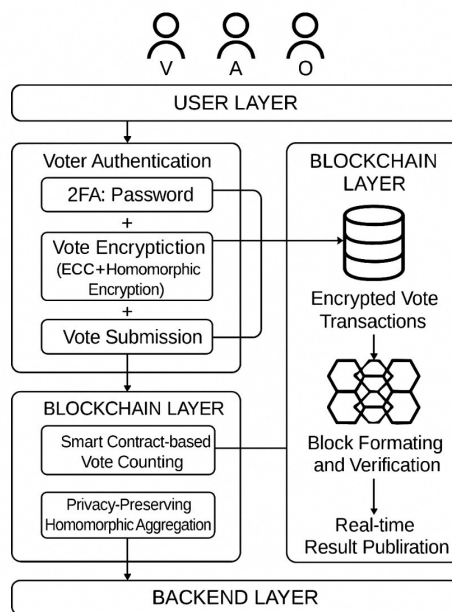 V A O
USER LAYER
Voter Authentication
2FA: Password
+
Vote Encryptiction
(ECC+Homomorphic
Encryption)
+
Vote Submission
BLOCKCHAIN LAYER
Smart Contract-based
Vote Counting
Privacy-Preserving
Homomorphic Aggregation
BLOCKCHAIN
LAYER
Encrypted Vote
Transactions
Block Formating
and Verification
Real-time
Result Publiration
BACKEND LAYER